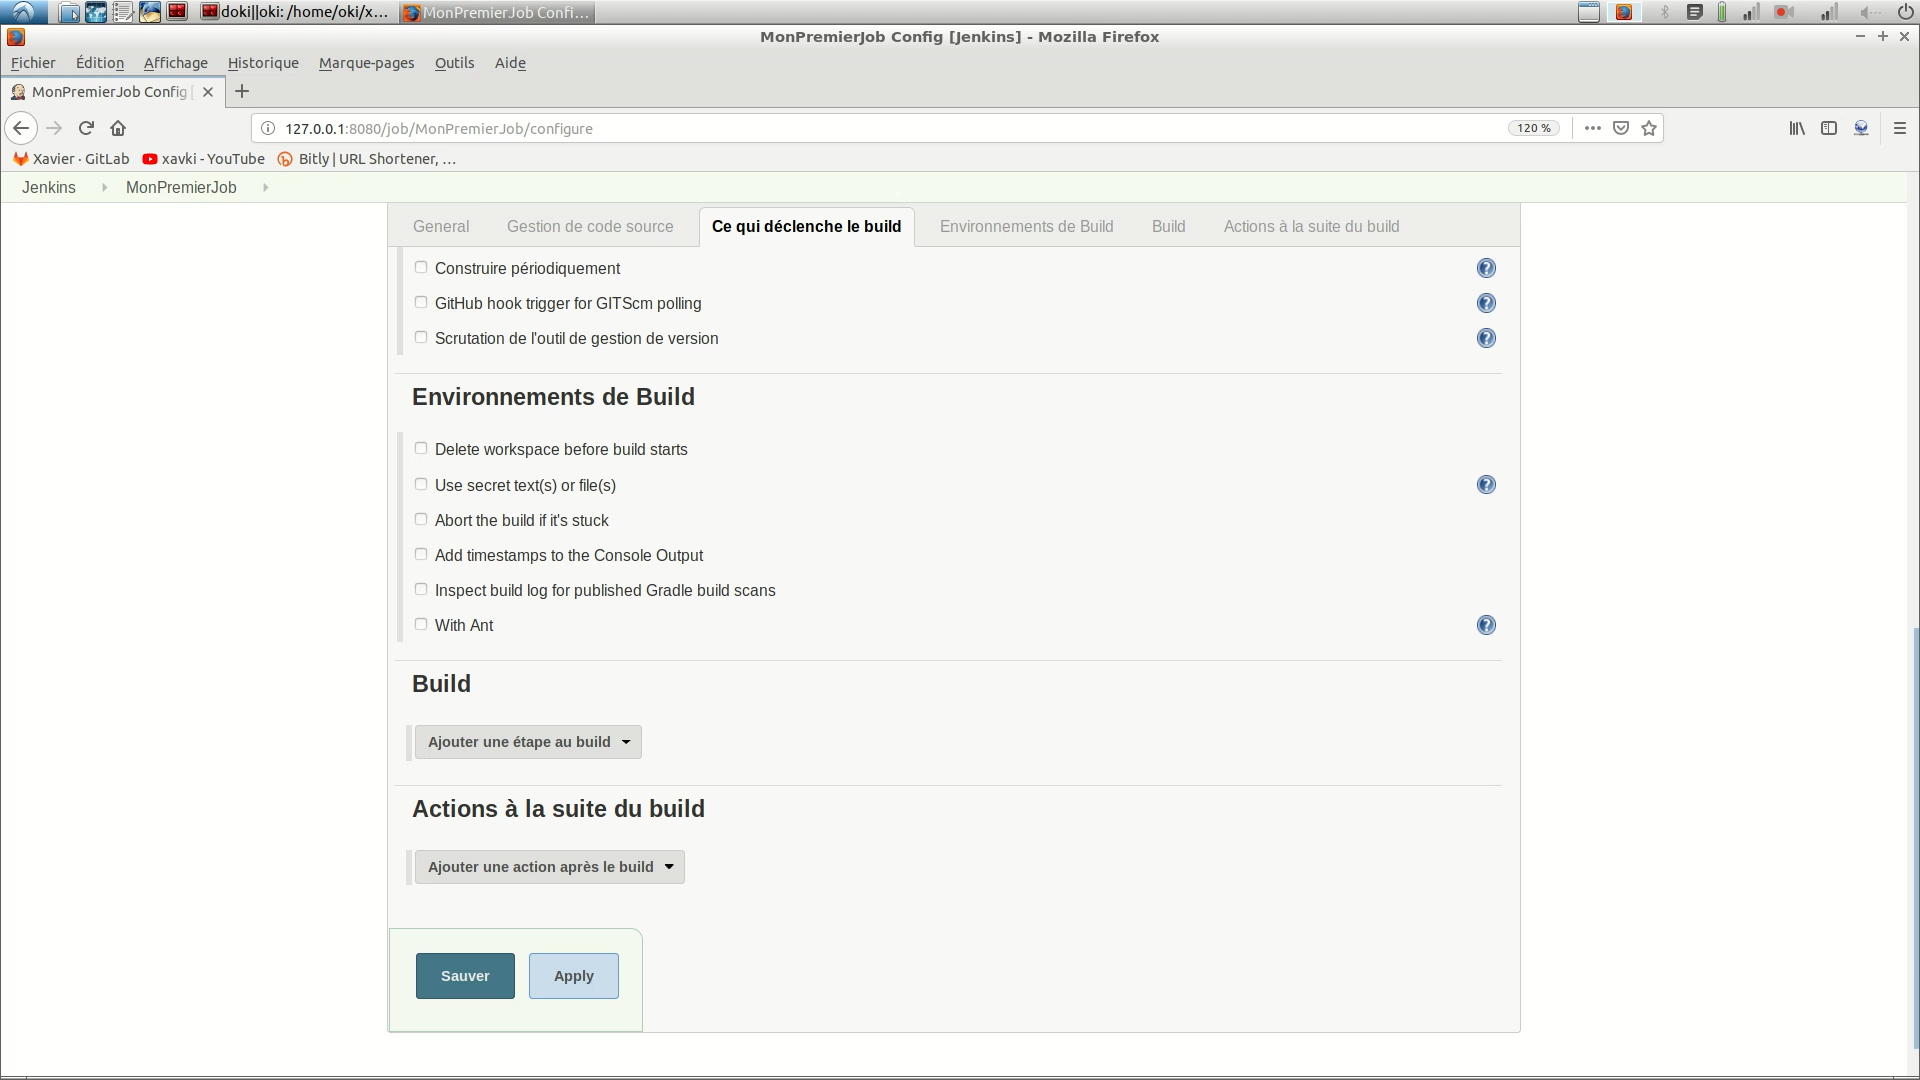 doki||oki: /home/oki/x...
MonPremierJob Confi...
MonPremierJob Config [Jenkins] - Mozilla Firefox
Fichier Édition Affichage Historique Marque-pages Outils Aide
MonPremierJob Config [
127.0.0.1:8080/job/MonPremierJob/configure
120 %
Xavier · GitLab
xavki - YouTube
Bitly | URL Shortener, ...
Jenkins
MonPremierJob
General
Gestion de code source
Ce qui déclenche le build
Environnements de Build
Build
Actions à la suite du build
Construire périodiquement
GitHub hook trigger for GITScm polling
Scrutation de l'outil de gestion de version
Environnements de Build
Delete workspace before build starts
Use secret text(s) or file(s)
Abort the build if it's stuck
Add timestamps to the Console Output
Inspect build log for published Gradle build scans
With Ant
Build
Ajouter une étape au build
Actions à la suite du build
Ajouter une action après le build
Sauver
Apply